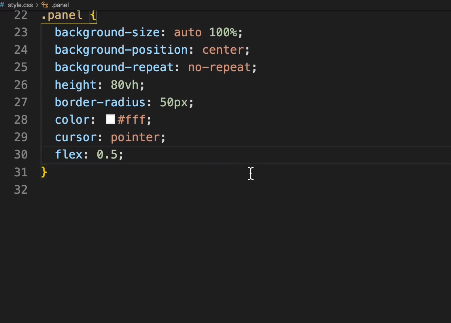 # style.css > .panel
22 .panel {
23 background-size: auto 100%;
24 background-position: center;
25 background-repeat: no-repeat;
26 height: 80vh;
27 border-radius: 50px;
28 color: #fff;
29 cursor: pointer;
30 flex: 0.5;
31 }
32